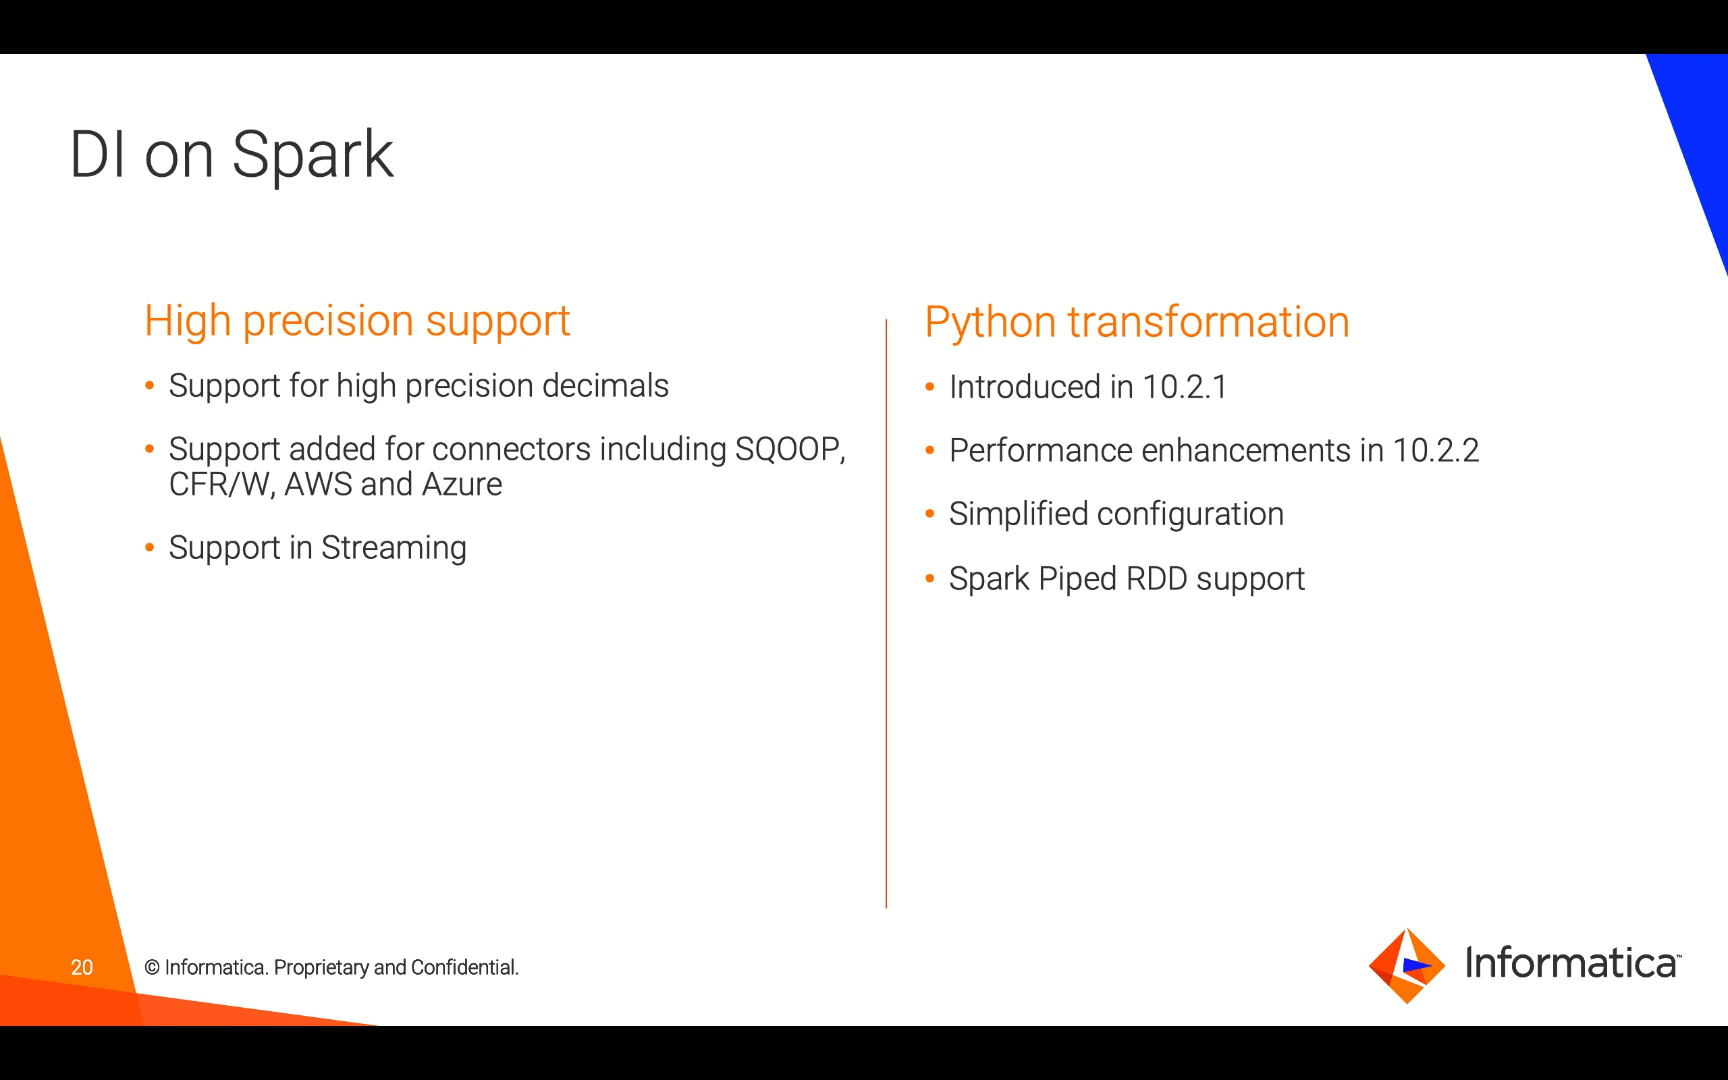 DI on Spark
High precision support
• Support for high precision decimals
• Support added for connectors including SQOOP,
CFR/W, AWS and Azure
• Support in Streaming
Python transformation
• Introduced in 10.2.1
• Performance enhancements in 10.2.2
• Simplified configuration
• Spark Piped RDD support
20
© Informatica. Proprietary and Confidential.
Informatica™